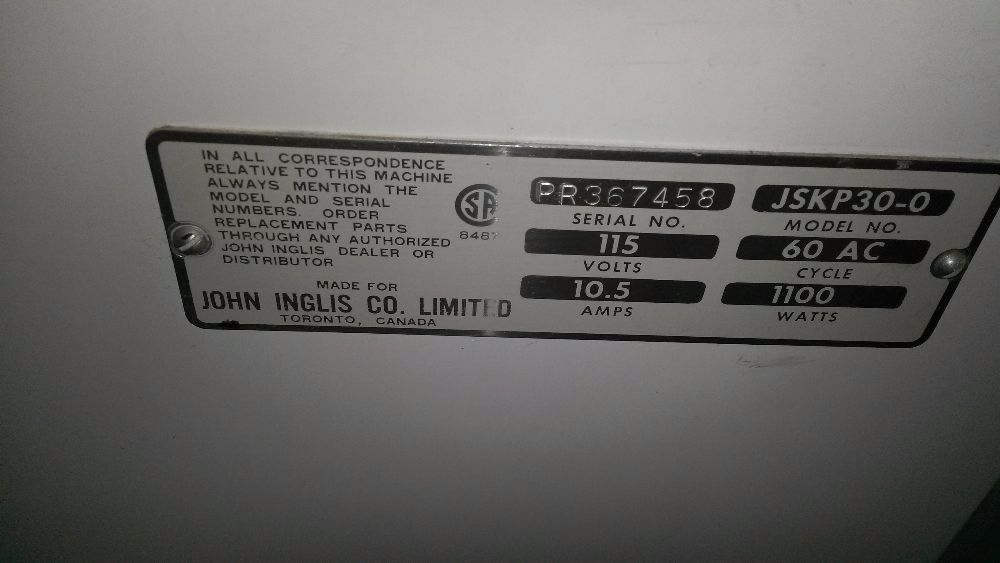 IN ALL CORRESPONDENCE
RELATIVE TO THIS MACHINE
ALWAYS MENTION THE
MODEL AND SERIAL
NUMBERS. ORDER
REPLACEMENT PARTS
THROUGH ANY AUTHORIZED
JOHN INGLIS DEALER OR
DISTRIBUTOR
MADE FOR
JOHN INGLIS CO. LIMITED
TORONTO, CANADA
SA
8487
PR367458
SERIAL NO.
JSKP30-0
MODEL NO.
115
VOLTS
60 AC
CYCLE
10.5
AMPS
1100
WATTS